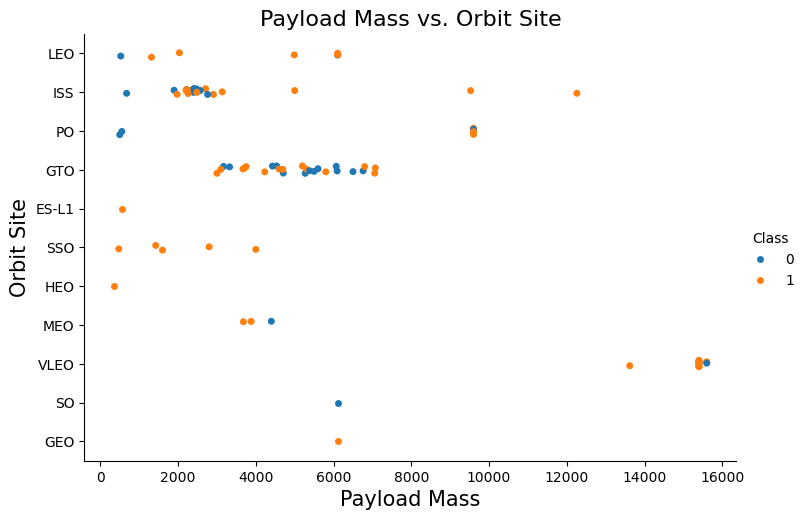 Payload Mass vs. Orbit Site
LEO
ISS
PO
GTO
ES-L1
SSO
HEO
MEO
VLEO
SO
GEO
Orbit Site
0 2000 4000 6000 8000 10000 12000 14000 16000
Payload Mass
Class
0
1